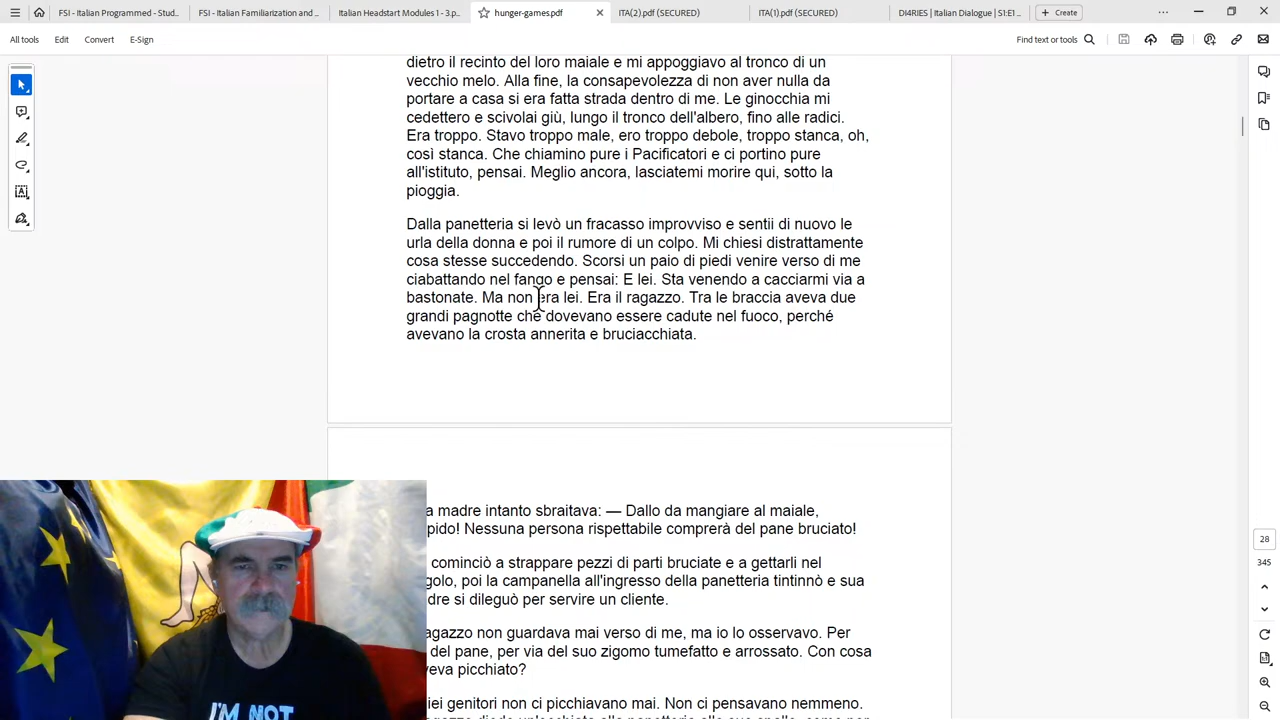 FSI - Italian Programmed - Stud...
FSI - Italian Familiarization and ...
Italian Headstart Modules 1 - 3.p...
hunger-games.pdf
ITA(2).pdf (SECURED)
ITA(1).pdf (SECURED)
DI4RIES | Italian Dialogue | S1:E1 ...
Create
All tools
Edit
Convert
E-Sign
Find text or tools
dietro il recinto del loro maiale e mi appoggiavo al tronco di un
vecchio melo. Alla fine, la consapevolezza di non aver nulla da
portare a casa si era fatta strada dentro di me. Le ginocchia mi
cedettero e scivolai giù, lungo il tronco dell'albero, fino alle radici.
Era troppo. Stavo troppo male, ero troppo debole, troppo stanca, oh,
così stanca. Che chiamino pure i Pacificatori e ci portino pure
all'istituto, pensai. Meglio ancora, lasciatemi morire qui, sotto la
pioggia.
Dalla panetteria si levò un fracasso improvviso e sentii di nuovo le
urla della donna e poi il rumore di un colpo. Mi chiesi distrattamente
cosa stesse succedendo. Scorsi un paio di piedi venire verso di me
ciabattando nel fango e pensai: E lei. Sta venendo a cacciarmi via a
bastonate. Ma non era lei. Era il ragazzo. Tra le braccia aveva due
grandi pagnotte che dovevano essere cadute nel fuoco, perché
avevano la crosta annerita e bruciacchiata.
a madre intanto sbraitava: — Dallo da mangiare al maiale,
pido! Nessuna persona rispettabile comprerà del pane bruciato!
cominciò a strappare pezzi di parti bruciate e a gettarli nel
golo, poi la campanella all'ingresso della panetteria tintinnò e sua
dre si dileguò per servire un cliente.
agazzo non guardava mai verso di me, ma io lo osservavo. Per
del pane, per via del suo zigomo tumefatto e arrossato. Con cosa
veva picchiato?
iei genitori non ci picchiavano mai. Non ci pensavano nemmeno.
28
345
I'M NOT